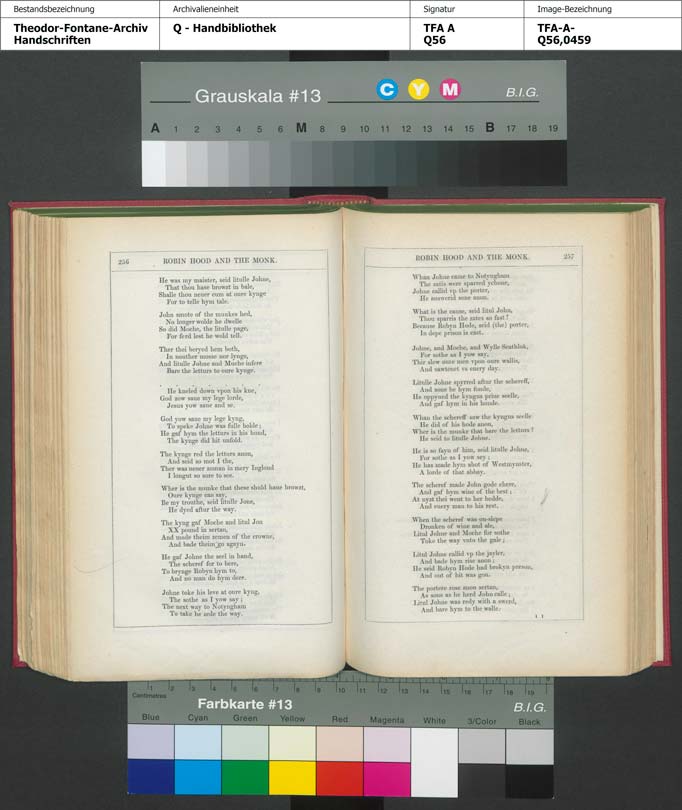 Bestandsbezeichnung
Theodor-Fontane-Archiv
Handschriften
Archivalieneinheit
Q - Handbibliothek
Signatur
TFA A
Q56
Image-Bezeichnung
TFA-A-
Q56,0459
Grauskala #13
C Y M
B.I.G.
A 1 2 3 4 5 6 M 8 9 10 11 12 13 14 15 B 17 18 19
256 ROBIN HOOD AND THE MONK.
He was my maister, seid litulle Johne,
That thou hase browst in bale,
Shalle thou neuer cum at oure kynge
For to telle hym tale.
John smote of the munkes hed,
No longer wolde he dwelle
So did Moche, the litulle page,
For ferd lest he wold tell.
Ther thei beryed hem both,
In nouther mosse nor lynge,
And litulle Johne and Muche infere
Bare the letturs to oure kynge.
He kneled down vpon his kne,
God zow saue my lege lorde,
Jesus yow saue and se.
God yow saue my lege kyng,
To speke Johne was fulle bolde;
He gaf hym the letturs in his hond,
The kynge did hit unfold.
The kynge red the letturs anon,
And seid so mot I the,
Ther was neuer zoman in mery Inglond
I longut so sore to see.
Wher is the munke that these shuld haue browst,
Oure kynge can say,
Be my trouthe, seid litulle Jone,
He dyed aftur the way.
The kyng gaf Moche and litul Jon
XX pound in sertan,
And made theim zemen of the crowne,
And bade theim go agayn.
He gaf Johne the seel in hand,
The scheref for to bere,
To brynge Robyn hym to,
And no man do hym dere.
Johne toke his leve at oure kyng,
The sothe as I yow say;
The next way to Notyngham
To take he zede the way.
ROBIN HOOD AND THE MONK. 257
Whan Johne came to Notyngham
The zatis were sparred ychone,
Johne callid vp the porter,
He answerid sone anon.
What is the cause, seid litul John,
Thou sparris the zates so fast?
Because Robyn Hode, seid (the) porter,
In depe prison is cast.
Johne, and Moche, and Wylle Scathlok,
For sothe as I yow say,
Thir slew oure men vpon oure wallis,
And sawtenet vs euery day.
Litulle Johne spyrred aftur the schereff,
And sone he hym fonde,
He oppyned the kyngus priue seelle,
And gaf hym in his honde.
Whan the schereff saw the kyngus seelle
He did of his hode anon,
Wher is the munke that bare the letturs?
He seid to litulle Johne.
He is so fayn of hym, seid litulle Johne,
For sothe as I yow sey;
He has made hym abot of Westmynter,
A lorde of that abbay.
The scheref made John gode chere,
And gaf hym wine of the best;
At nyzt thei went to her bedde,
And euery man to his rest.
When the scheref was on-slepe
Dronken of wine and ale,
Litul Johne and Moche for sothe
Toke the way vnto the gale;
Litul Johne callid vp the jayler,
And bade hym rise anon;
He seid Robyn Hode had brokyn person,
And out of hit was gon.
The portere rose anon sertan,
As sone as he herd John calle;
Litul Johne was redy with a swerd,
And bare hym to the walle.
Centimetres
1 2 3 4 5 6 7 8 9 10 11 12 13 14 15 16 17 18 19
Farbkarte #13
B.I.G.
Blue Cyan Green Yellow Red Magenta White 3/Color Black